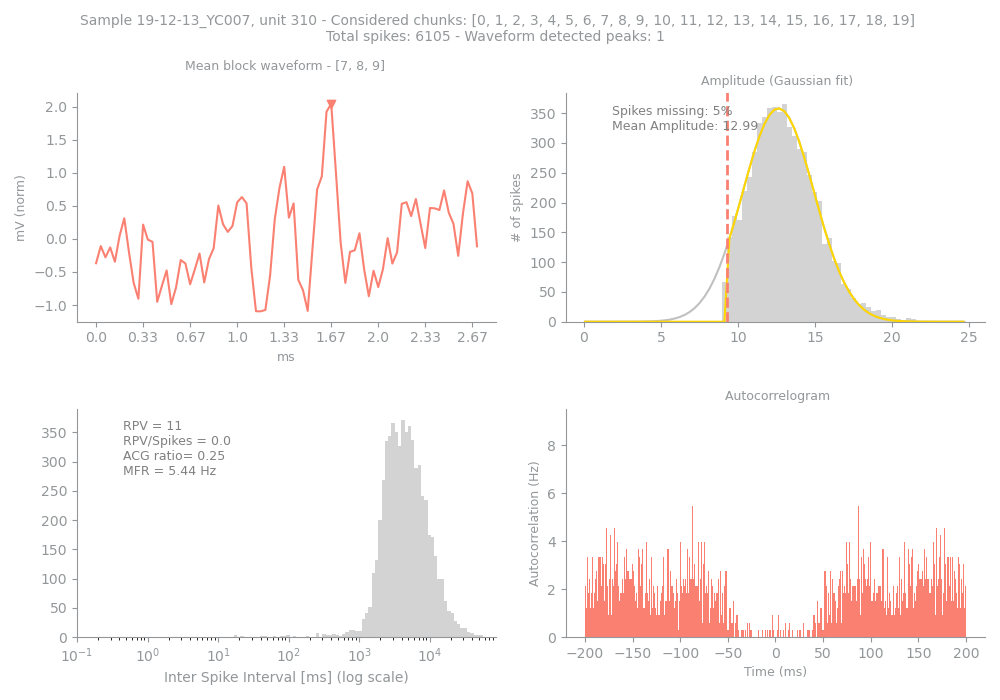 Sample 19-12-13_YC007, unit 310 - Considered chunks: [0, 1, 2, 3, 4, 5, 6, 7, 8, 9, 10, 11, 12, 13, 14, 15, 16, 17, 18, 19]
Total spikes: 6105 - Waveform detected peaks: 1
Mean block waveform - [7, 8, 9]
mV (norm)
2.0
1.5
1.0
0.5
0.0
−0.5
−1.0
0.0 0.33 0.67 1.0 1.33 1.67 2.0 2.33 2.67
ms
Amplitude (Gaussian fit)
Spikes missing: 5%
Mean Amplitude: 12.99
# of spikes
350
300
250
200
150
100
50
0
0 5 10 15 20 25
RPV = 11
RPV/Spikes = 0.0
ACG ratio= 0.25
MFR = 5.44 Hz
350
300
250
200
150
100
50
0
10⁻¹ 10⁰ 10¹ 10² 10³ 10⁴
Inter Spike Interval [ms] (log scale)
Autocorrelogram
Autocorrelation (Hz)
8
6
4
2
0
−200 −150 −100 −50 0 50 100 150 200
Time (ms)